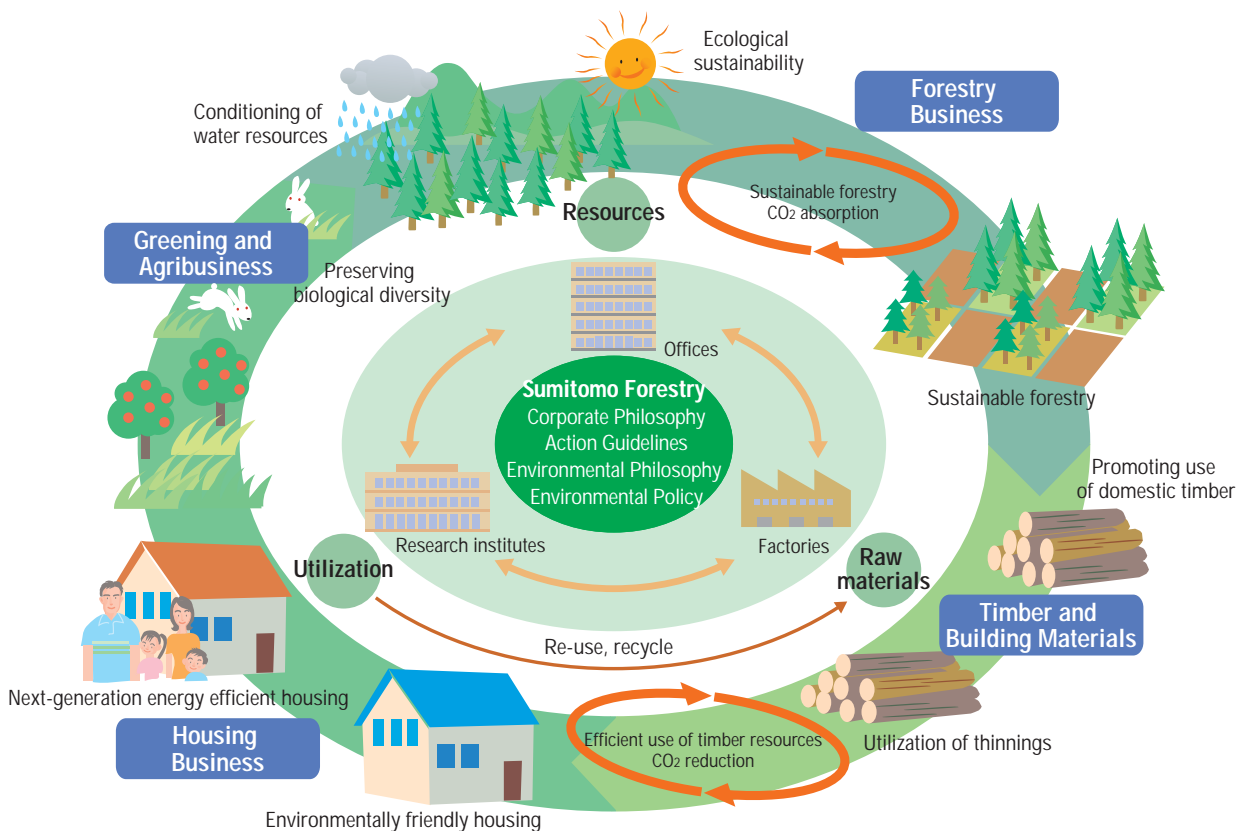 Ecological
sustainability
Forestry
Business
Conditioning of
water resources
Sustainable forestry
CO2 absorption
Resources
Greening and
Agribusiness
Preserving
biological diversity
Offices
Sumitomo Forestry
Corporate Philosophy
Action Guidelines
Environmental Philosophy
Environmental Policy
Sustainable forestry
Promoting use
of domestic timber
Research institutes
Factories
Utilization
Raw
materials
Timber and
Building Materials
Re-use, recycle
Next-generation energy efficient housing
Housing
Business
Efficient use of timber resources
CO2 reduction
Utilization of thinnings
Environmentally friendly housing